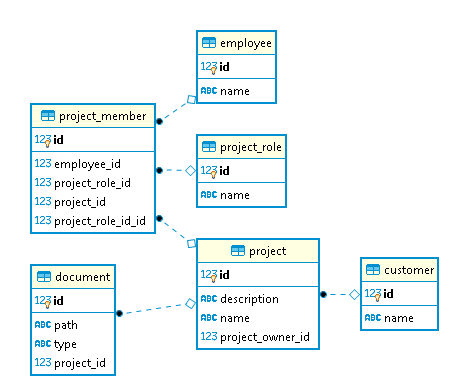 employee
123 id
ABC name
project_member
123 id
123 employee_id
123 project_role_id
123 project_id
123 project_role_id_id
project_role
123 id
ABC name
project
123 id
ABC description
ABC name
123 project_owner_id
document
123 id
ABC path
ABC type
123 project_id
customer
123 id
ABC name